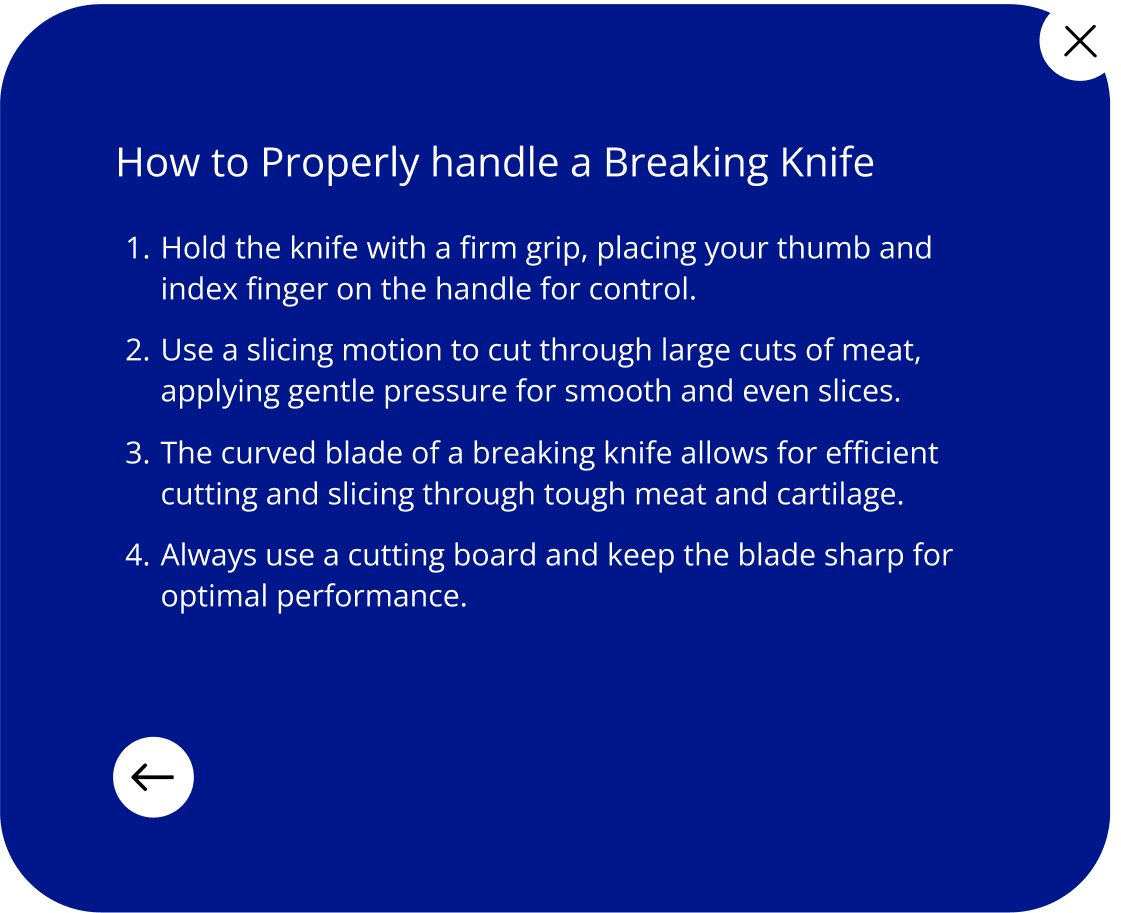 How to Properly handle a Breaking Knife
1. Hold the knife with a firm grip, placing your thumb and
index finger on the handle for control.
2. Use a slicing motion to cut through large cuts of meat,
applying gentle pressure for smooth and even slices.
3. The curved blade of a breaking knife allows for efficient
cutting and slicing through tough meat and cartilage.
4. Always use a cutting board and keep the blade sharp for
optimal performance.